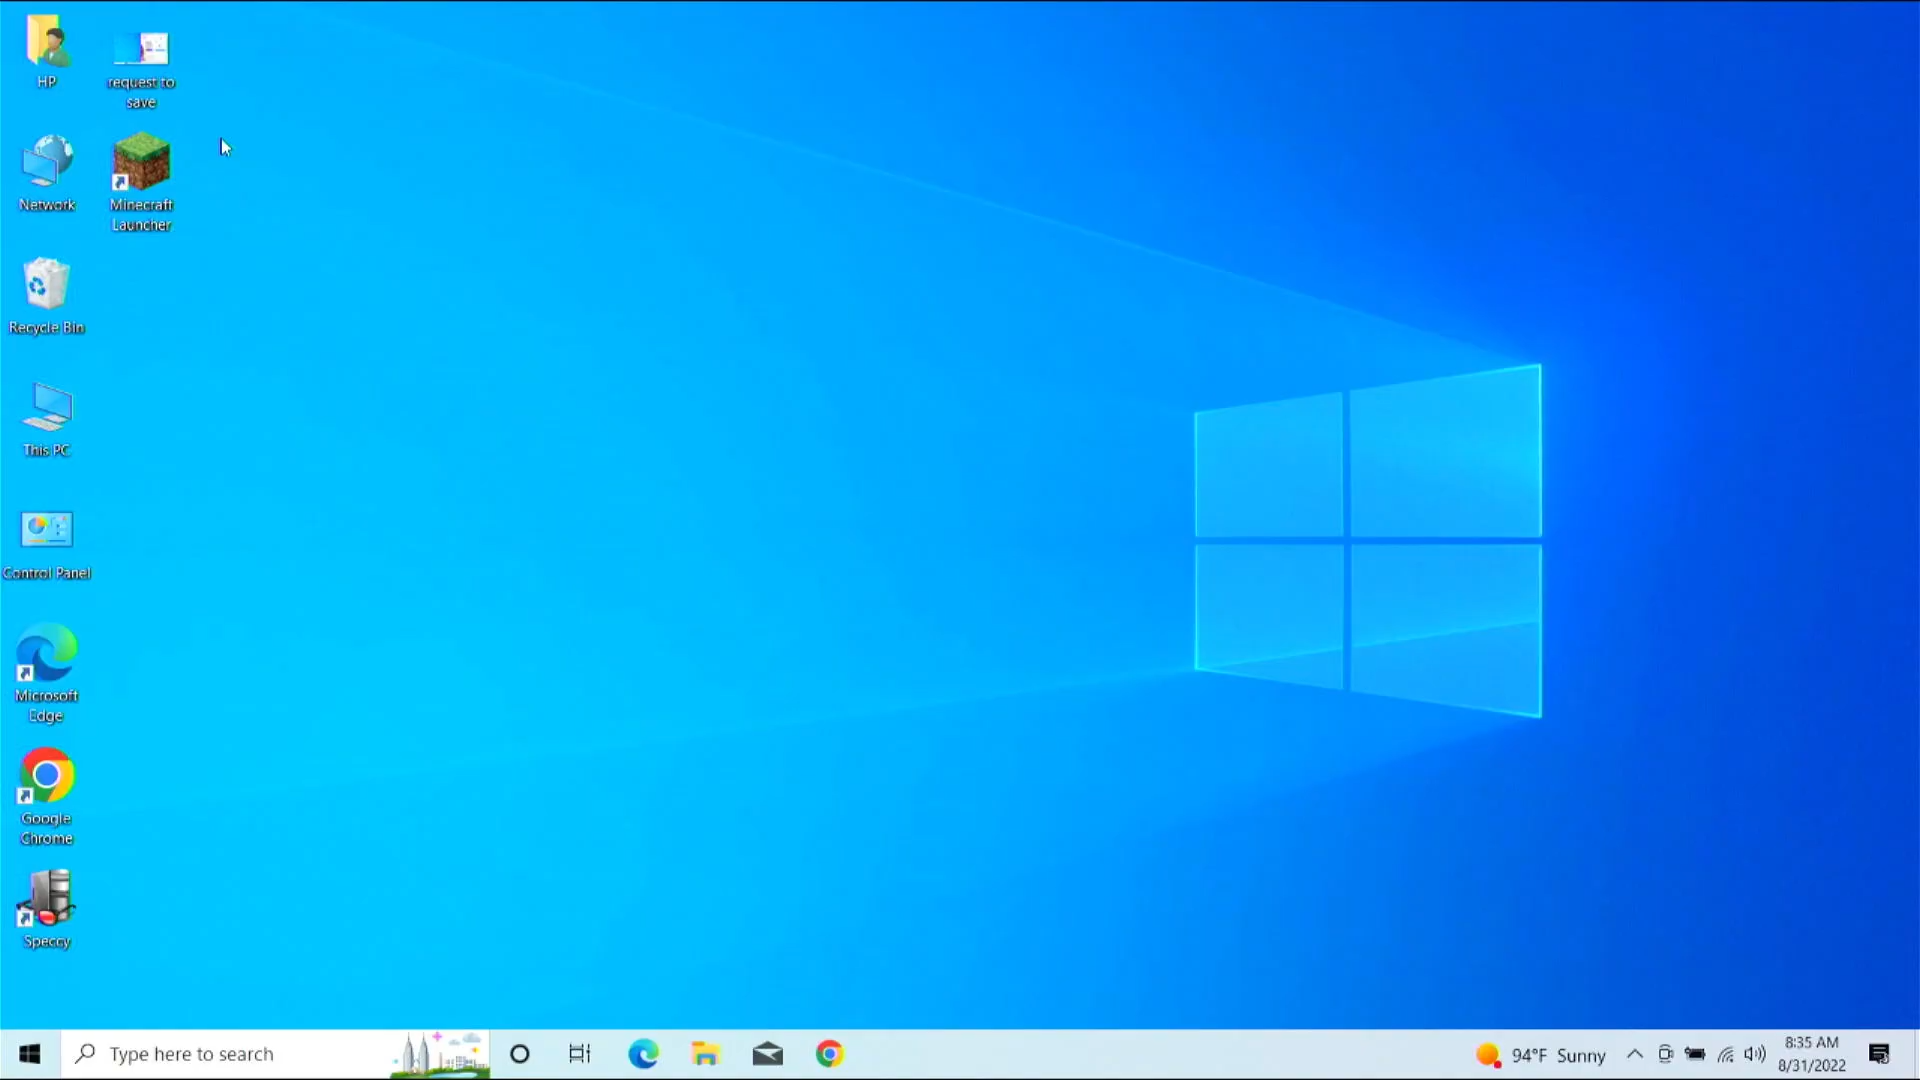 HP
request to
save
Network
Minecraft
Launcher
Recycle Bin
This PC
Control Panel
Microsoft
Edge
Google
Chrome
Speccy
Type here to search
94°F Sunny
8:35 AM
8/31/2022